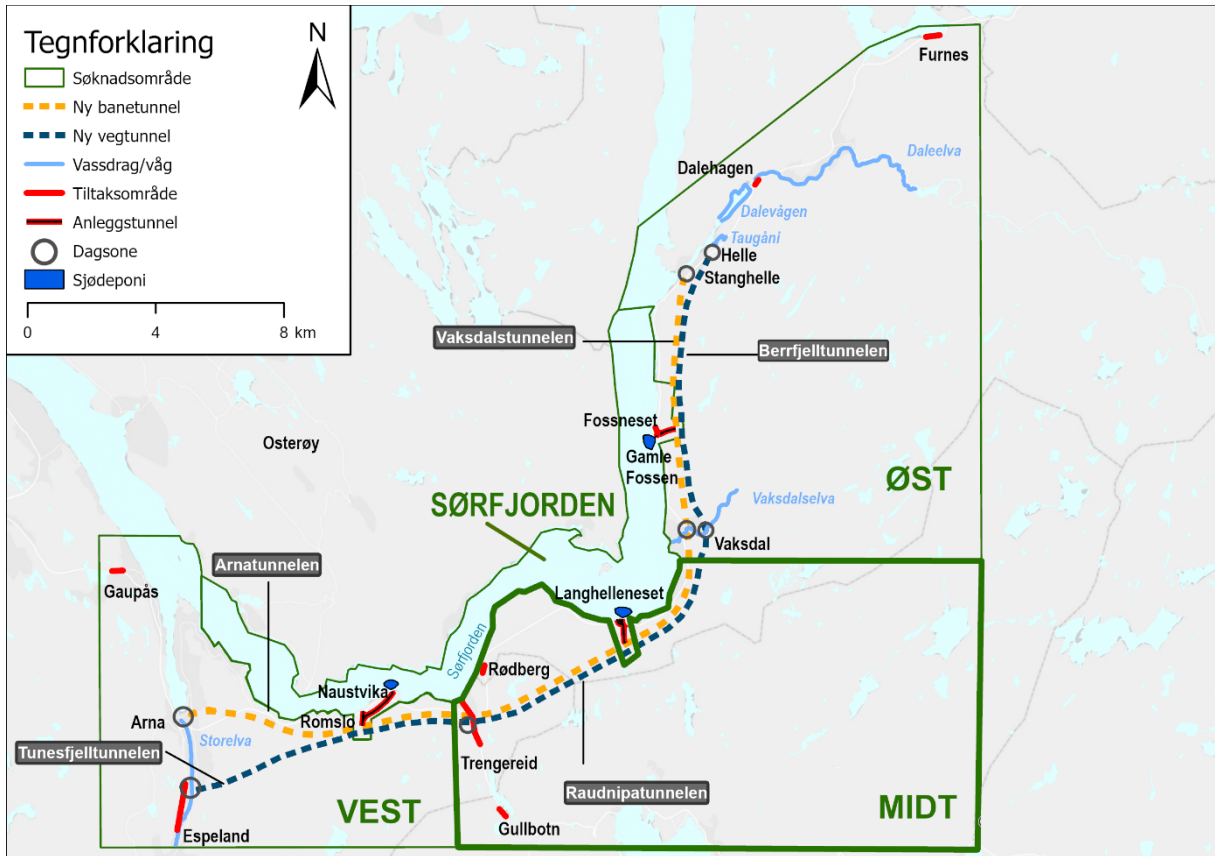 Tegnforklaring
N
Søknadsområde
Ny banetunnel
Ny vegtunnel
Vassdrag/våg
Tiltaksområde
Anleggstunnel
Dagsone
Sjødeponi
0 4 8 km
Furnes
Daleelva
Dalehagen
Dalevågen
Taugåni
Helle
Stanghelle
Vaksdalstunnelen
Berrfjelltunnelen
Fossneset
Osterøy
Gamle
Fossen
ØST
SØRFJORDEN
Vaksdalselva
Vaksdal
Arnatunnelen
Gaupås
Langhelleneset
Sørfjorden
Rødberg
Naustvika
Romslo
Arna
Storelva
Tunesfjelltunnelen
Trengereid
Raudnipatunnelen
VEST
MIDT
Gullbotn
Espeland